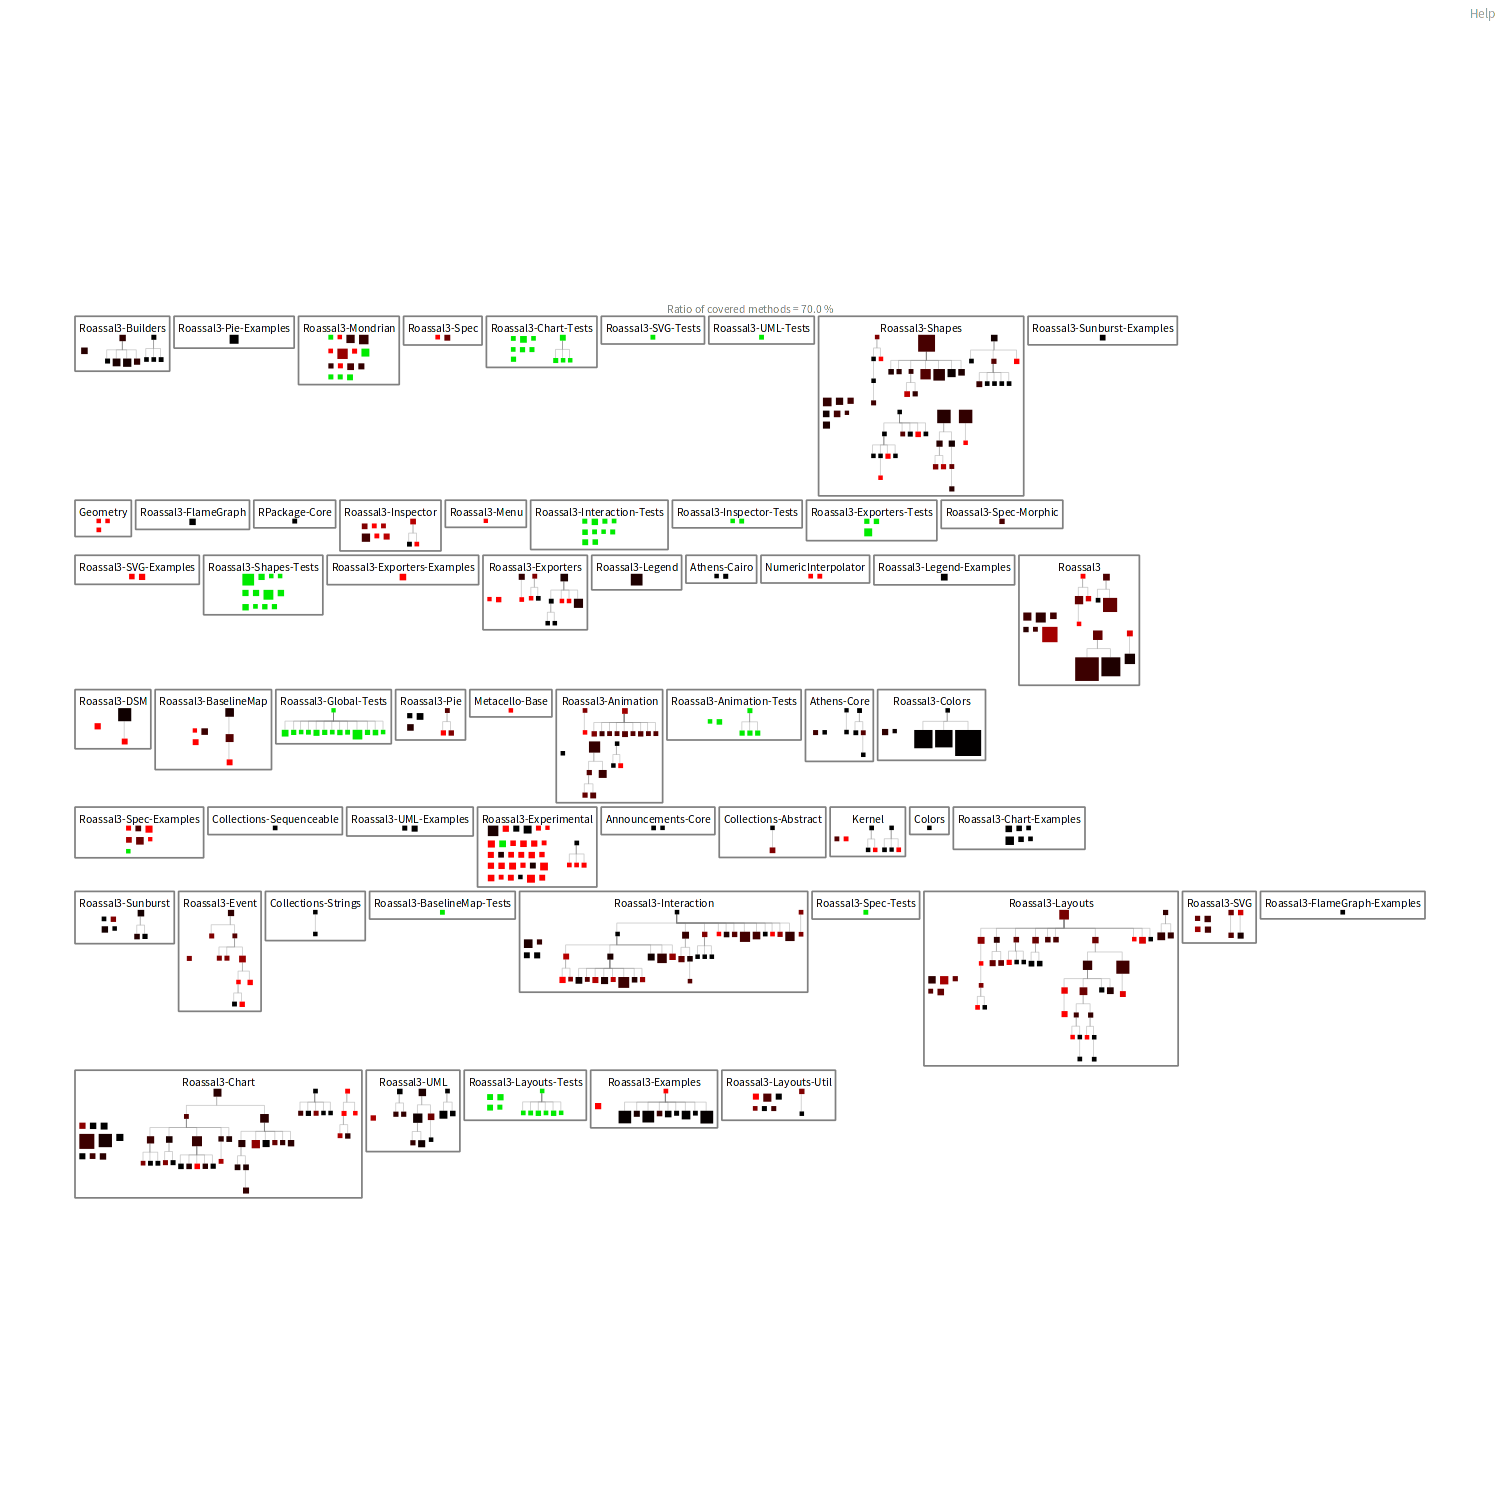 Help
Ratio of covered methods = 70.0 %
Roassal3-Builders Roassal3-Pie-Examples Roassal3-Mondrian Roassal3-Spec Roassal3-Chart-Tests Roassal3-SVG-Tests Roassal3-UML-Tests Roassal3-Shapes Roassal3-Sunburst-Examples
Geometry Roassal3-FlameGraph RPackage-Core Roassal3-Inspector Roassal3-Menu Roassal3-Interaction-Tests Roassal3-Inspector-Tests Roassal3-Exporters-Tests Roassal3-Spec-Morphic
Roassal3-SVG-Examples Roassal3-Shapes-Tests Roassal3-Exporters-Examples Roassal3-Exporters Roassal3-Legend Athens-Cairo NumericInterpolator Roassal3-Legend-Examples Roassal3
Roassal3-DSM Roassal3-BaselineMap Roassal3-Global-Tests Roassal3-Pie Metacello-Base Roassal3-Animation Roassal3-Animation-Tests Athens-Core Roassal3-Colors
Roassal3-Spec-Examples Collections-Sequenceable Roassal3-UML-Examples Roassal3-Experimental Announcements-Core Collections-Abstract Kernel Colors Roassal3-Chart-Examples
Roassal3-Sunburst Roassal3-Event Collections-Strings Roassal3-BaselineMap-Tests Roassal3-Interaction Roassal3-Spec-Tests Roassal3-Layouts Roassal3-SVG Roassal3-FlameGraph-Examples
Roassal3-Chart Roassal3-UML Roassal3-Layouts-Tests Roassal3-Examples Roassal3-Layouts-Util